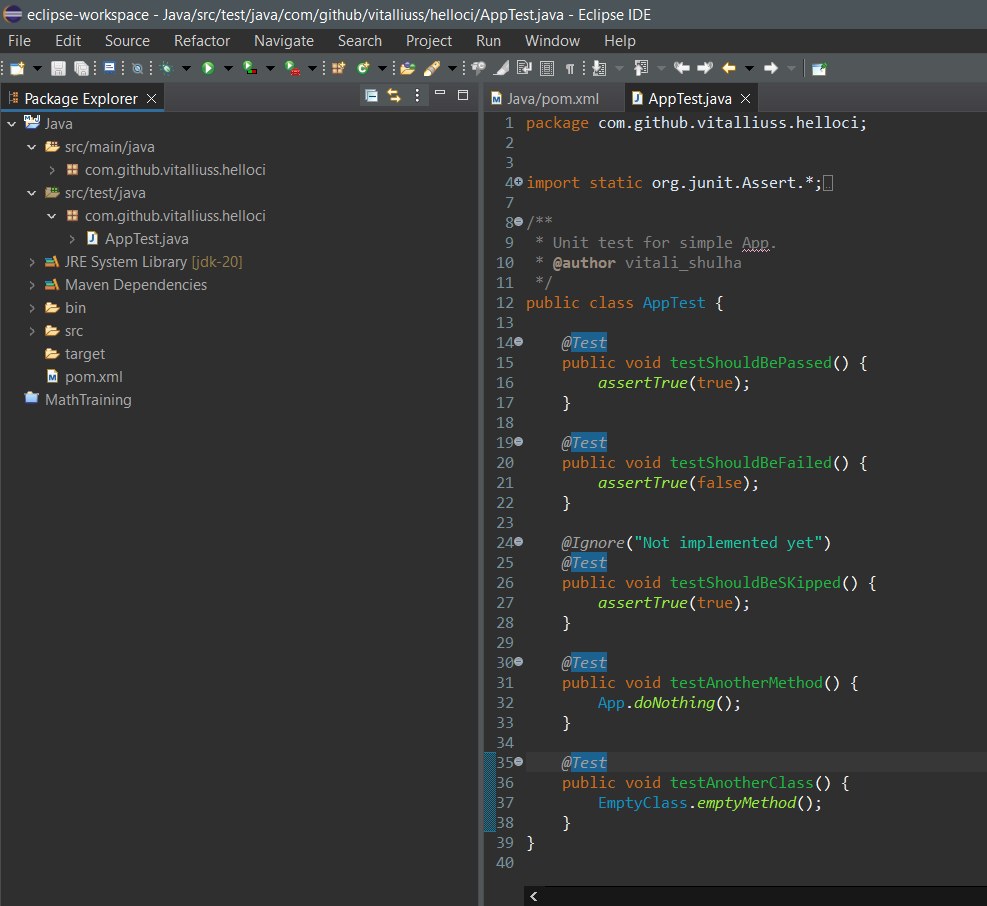 eclipse-workspace - Java/src/test/java/com/github/vitalliuss/helloci/AppTest.java - Eclipse IDE
File Edit Source Refactor Navigate Search Project Run Window Help
Package Explorer
Java
src/main/java
com.github.vitalliuss.helloci
src/test/java
com.github.vitalliuss.helloci
AppTest.java
JRE System Library [jdk-20]
Maven Dependencies
bin
src
target
pom.xml
MathTraining
Java/pom.xml AppTest.java
1 package com.github.vitalliuss.helloci;
2
3
4 import static org.junit.Assert.*;
7
8 /**
9 * Unit test for simple App.
10 * @author vitali_shulha
11 */
12 public class AppTest {
13
14 @Test
15 public void testShouldBePassed() {
16 assertTrue(true);
17 }
18
19 @Test
20 public void testShouldBeFailed() {
21 assertTrue(false);
22 }
23
24 @Ignore("Not implemented yet")
25 @Test
26 public void testShouldBeSKipped() {
27 assertTrue(true);
28 }
29
30 @Test
31 public void testAnotherMethod() {
32 App.doNothing();
33 }
34
35 @Test
36 public void testAnotherClass() {
37 EmptyClass.emptyMethod();
38 }
39 }
40